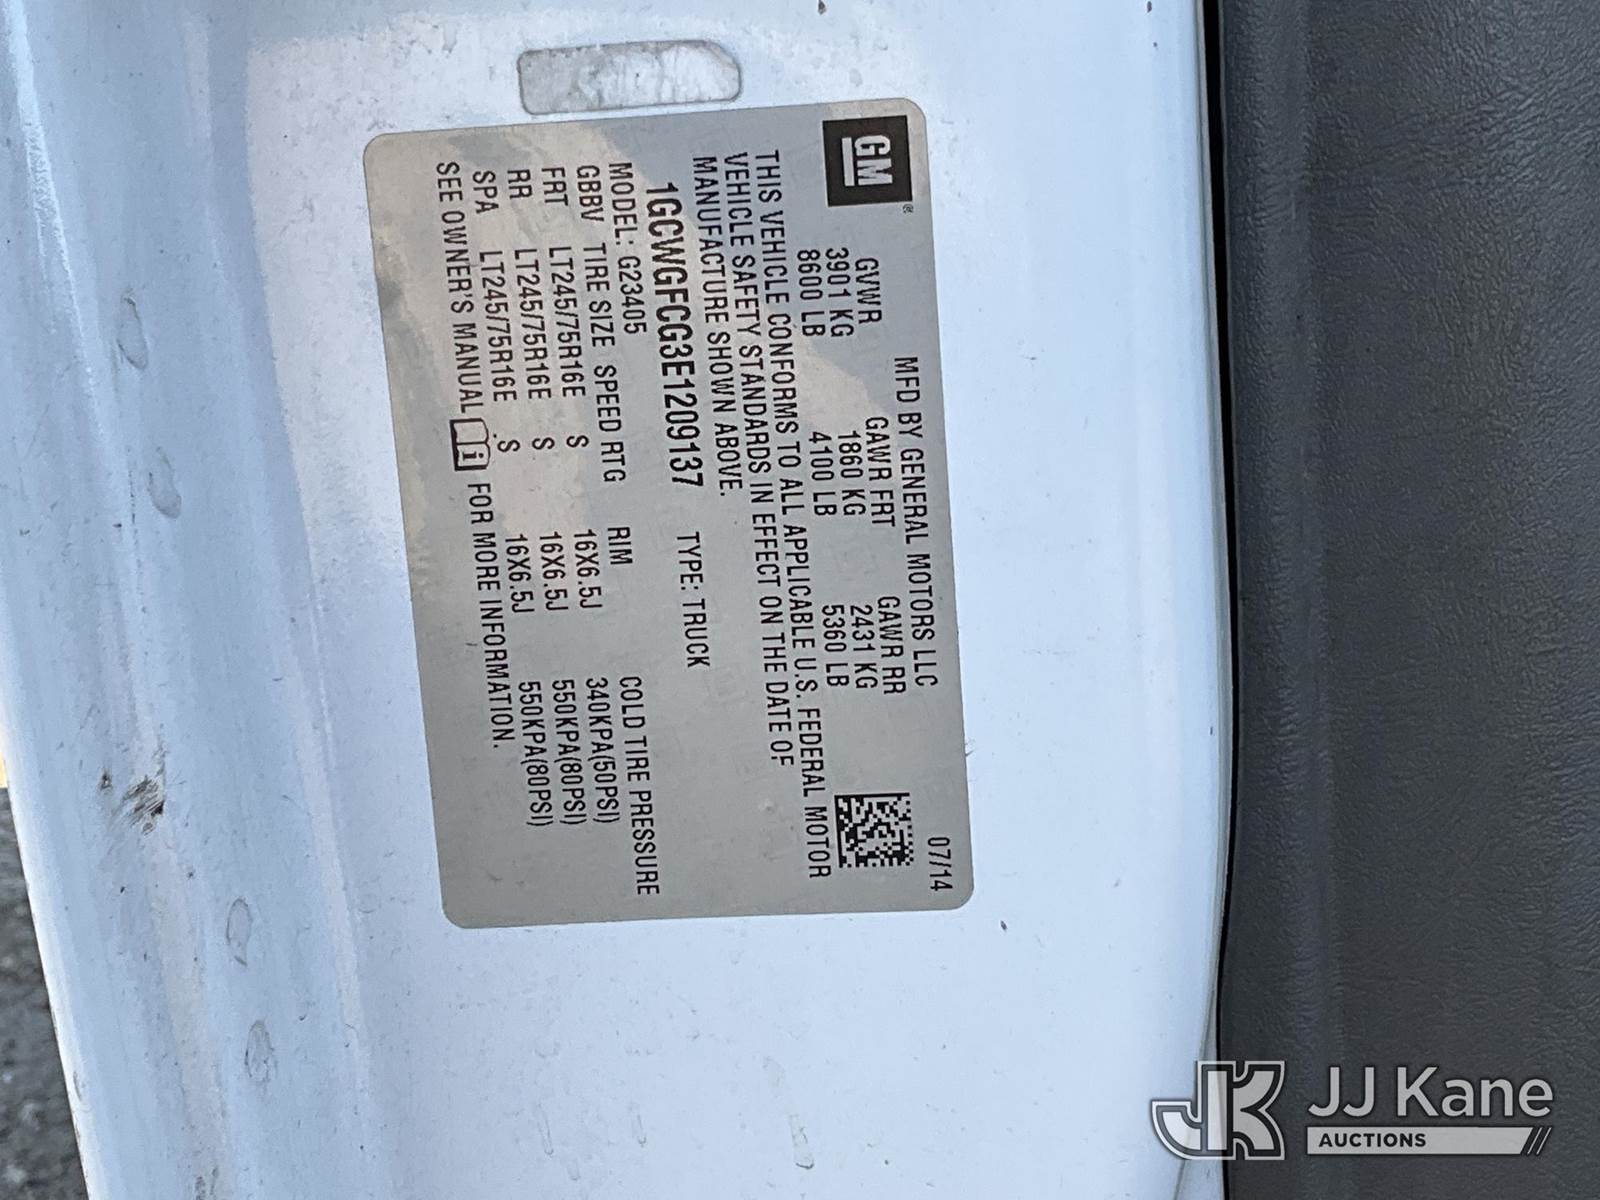 MFD BY GENERAL MOTORS LLC 07/14
GM®
GVWR GAWR FRT GAWR RR
3901 KG 1860 KG 2431 KG
8600 LB 4100 LB 5360 LB
THIS VEHICLE CONFORMS TO ALL APPLICABLE U.S. FEDERAL MOTOR
VEHICLE SAFETY STANDARDS IN EFFECT ON THE DATE OF
MANUFACTURE SHOWN ABOVE.
1GCWGFCG3E1209137 TYPE: TRUCK
MODEL: G23405
GBBV TIRE SIZE SPEED RTG RIM COLD TIRE PRESSURE
FRT LT245/75R16E S 16X6.5J 340KPA(50PSI)
RR LT245/75R16E S 16X6.5J 550KPA(80PSI)
SPA LT245/75R16E S 16X6.5J 550KPA(80PSI)
SEE OWNER'S MANUAL i FOR MORE INFORMATION.
JK JJ Kane
AUCTIONS